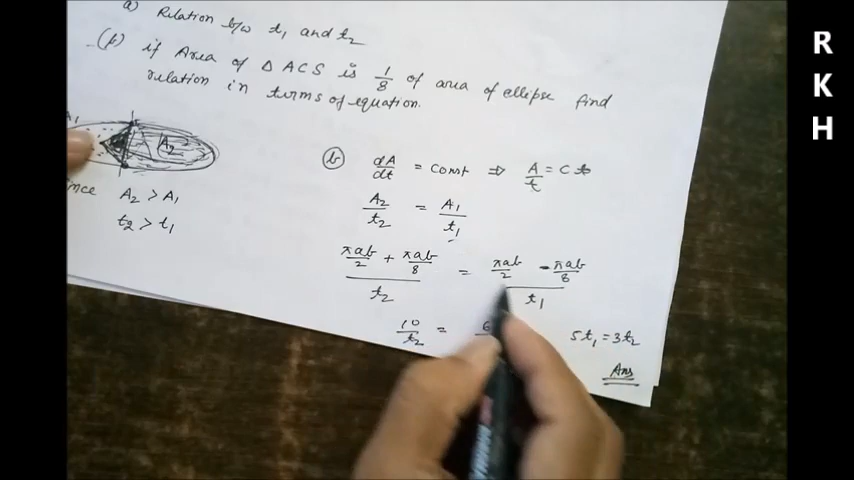 a) Relation b/w t₁ and t₂
(b) if Area of Δ ACS is 1/8 of area of ellipse find
relation in terms of equation.
A₁
A₂
A₂ > A₁
t₂ > t₁
(b) dA/dt = const ⇒ A/t = C
A₂/t₂ = A₁/t₁
(πab/2 + πab/8)/t₂ = (πab/2 - πab/8)/t₁
10/t₂ = 6
5t₁ = 3t₂
Ans
R
K
H